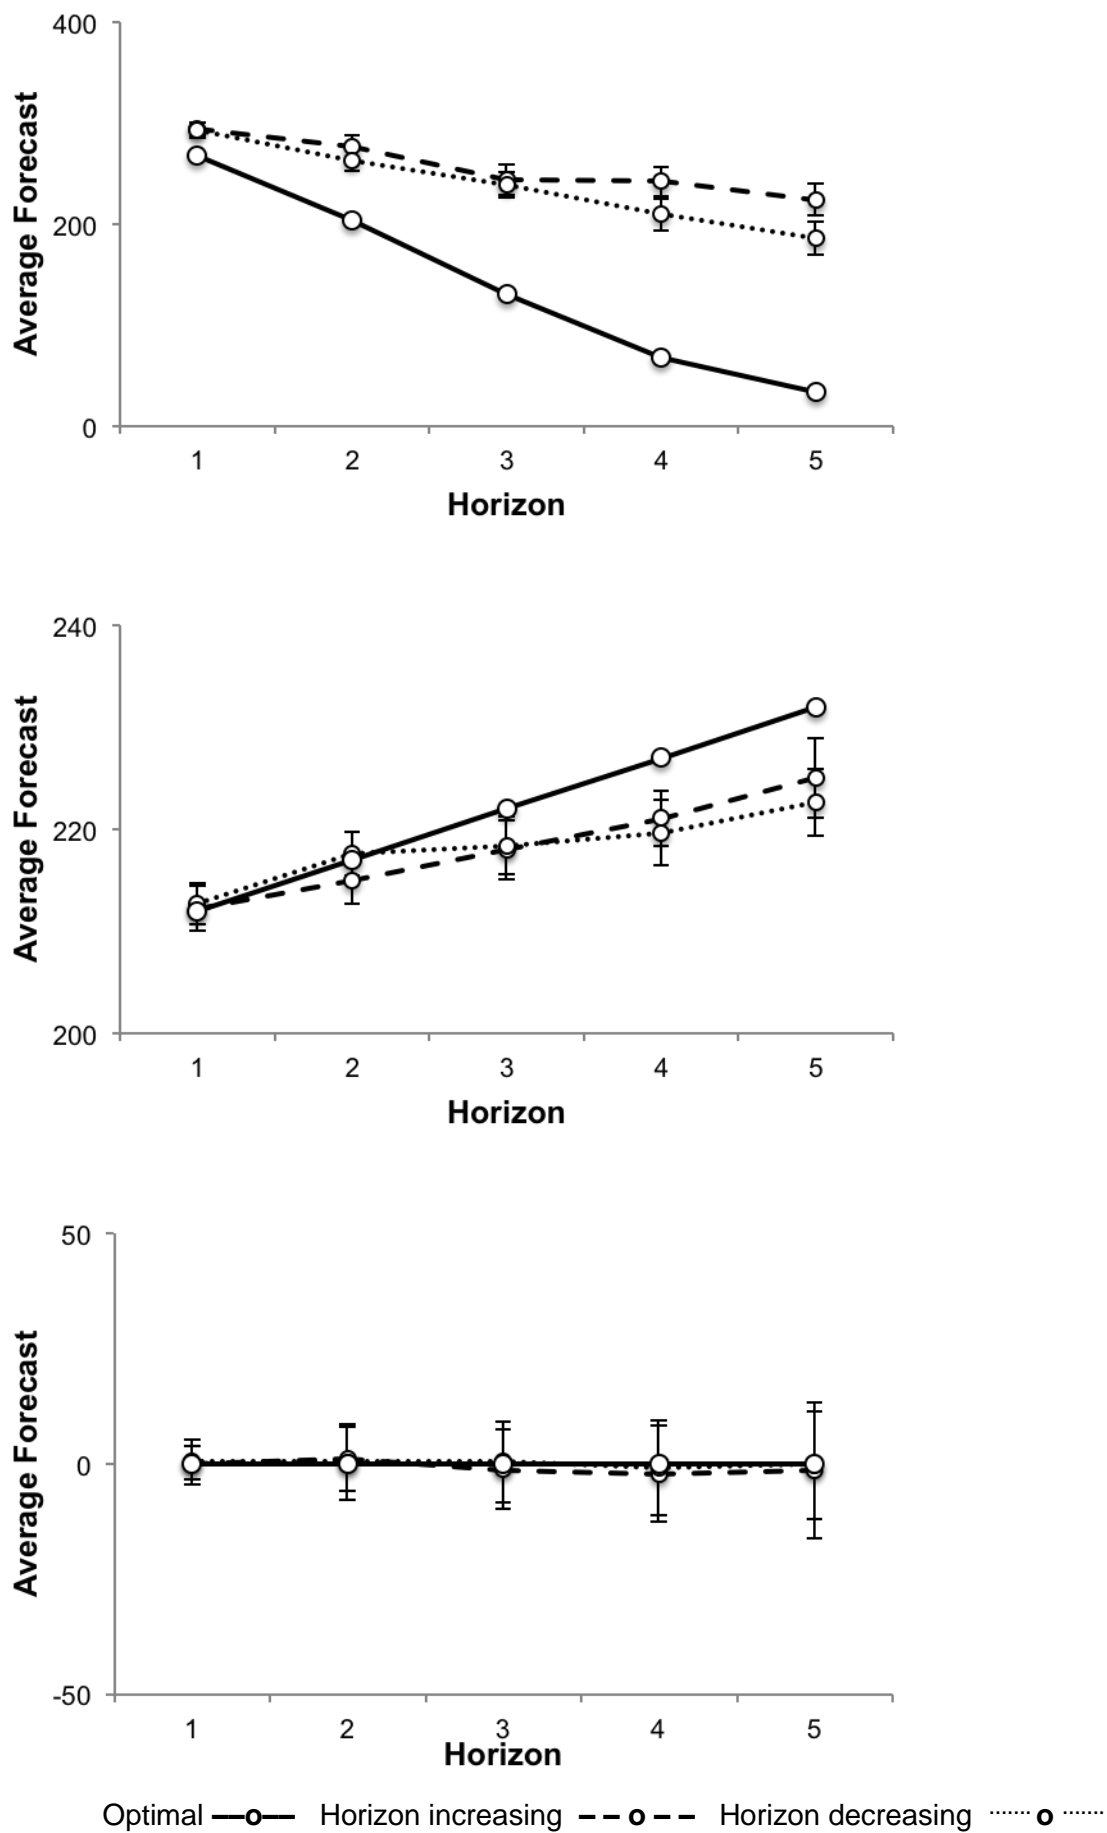 400
200
0
Average Forecast
1 2 3 4 5
Horizon
240
220
200
Average Forecast
1 2 3 4 5
Horizon
50
0
-50
Average Forecast
1 2 3 4 5
Horizon
Optimal Horizon increasing Horizon decreasing